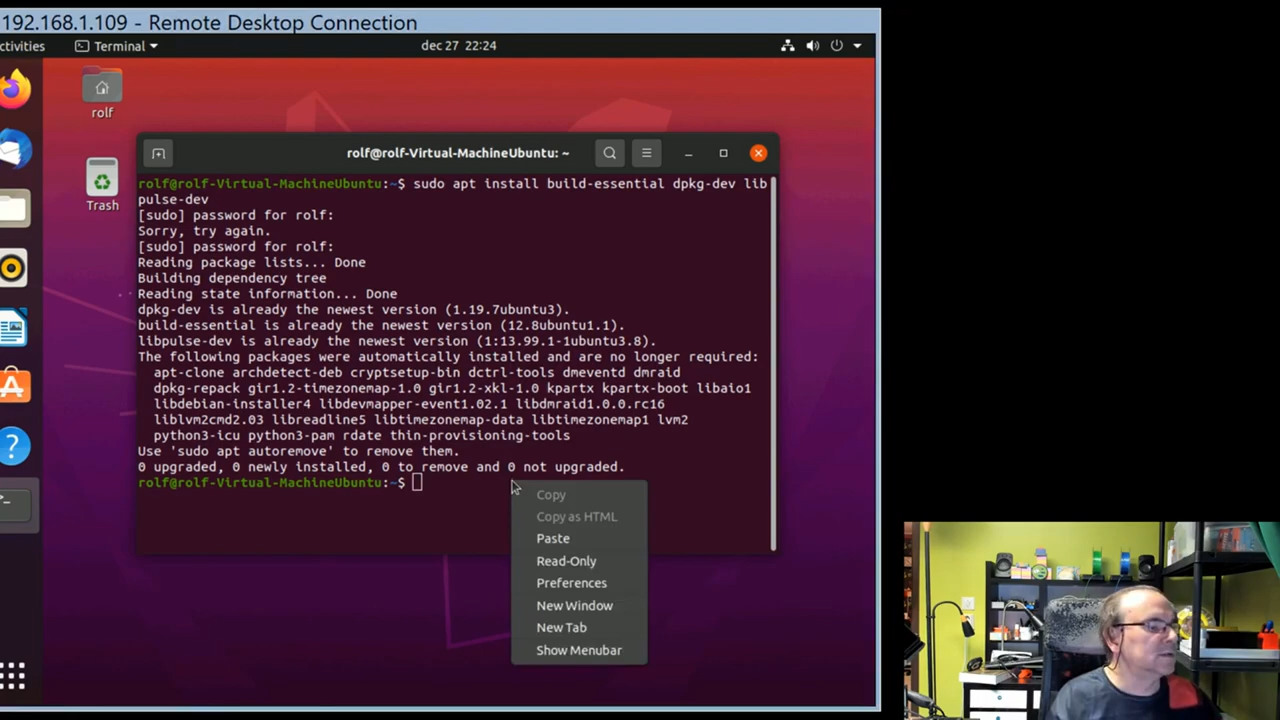 192.168.1.109 - Remote Desktop Connection
ctivities
Terminal
dec 27 22:24
rolf
Trash
rolf@rolf-Virtual-MachineUbuntu: ~
rolf@rolf-Virtual-MachineUbuntu:~$ sudo apt install build-essential dpkg-dev lib
pulse-dev
[sudo] password for rolf:
Sorry, try again.
[sudo] password for rolf:
Reading package lists... Done
Building dependency tree
Reading state information... Done
dpkg-dev is already the newest version (1.19.7ubuntu3).
build-essential is already the newest version (12.8ubuntu1.1).
libpulse-dev is already the newest version (1:13.99.1-1ubuntu3.8).
The following packages were automatically installed and are no longer required:
apt-clone archdetect-deb cryptsetup-bin dctrl-tools dmeventd dmraid
dpkg-repack gir1.2-timezonemap-1.0 gir1.2-xkl-1.0 kpartx kpartx-boot libaio1
libdebian-installer4 libdevmapper-event1.02.1 libdmraid1.0.0.rc16
liblvm2cmd2.03 libreadline5 libtimezonemap-data libtimezonemap1 lvm2
python3-icu python3-pam rdate thin-provisioning-tools
Use 'sudo apt autoremove' to remove them.
0 upgraded, 0 newly installed, 0 to remove and 0 not upgraded.
rolf@rolf-Virtual-MachineUbuntu:~$
Copy
Copy as HTML
Paste
Read-Only
Preferences
New Window
New Tab
Show Menubar